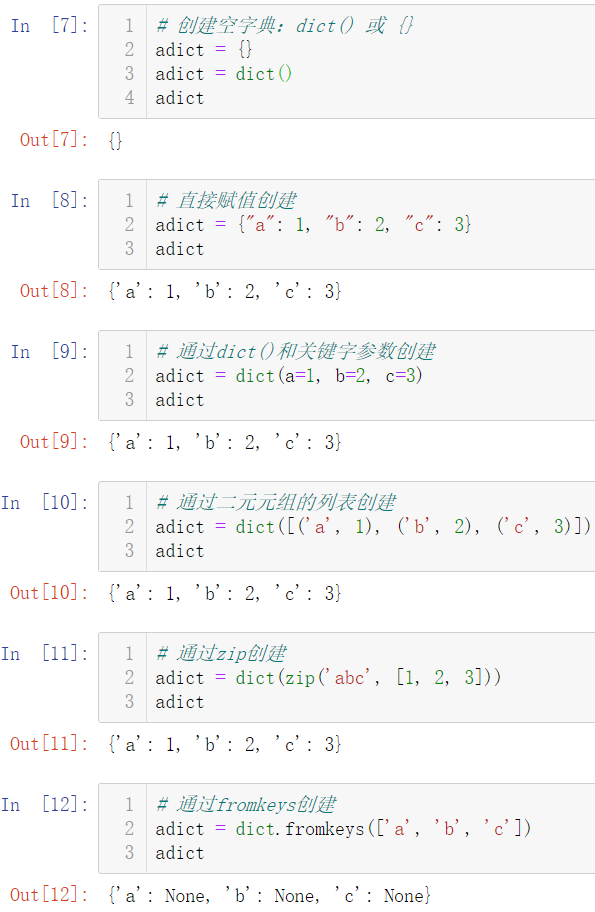 In [7]:
1 # 创建空字典：dict() 或 {}
2 adict = {}
3 adict = dict()
4 adict
Out[7]: {}
In [8]:
1 # 直接赋值创建
2 adict = {"a": 1, "b": 2, "c": 3}
3 adict
Out[8]: {'a': 1, 'b': 2, 'c': 3}
In [9]:
1 # 通过dict()和关键字参数创建
2 adict = dict(a=1, b=2, c=3)
3 adict
Out[9]: {'a': 1, 'b': 2, 'c': 3}
In [10]:
1 # 通过二元元组的列表创建
2 adict = dict([('a', 1), ('b', 2), ('c', 3)])
3 adict
Out[10]: {'a': 1, 'b': 2, 'c': 3}
In [11]:
1 # 通过zip创建
2 adict = dict(zip('abc', [1, 2, 3]))
3 adict
Out[11]: {'a': 1, 'b': 2, 'c': 3}
In [12]:
1 # 通过fromkeys创建
2 adict = dict.fromkeys(['a', 'b', 'c'])
3 adict
Out[12]: {'a': None, 'b': None, 'c': None}